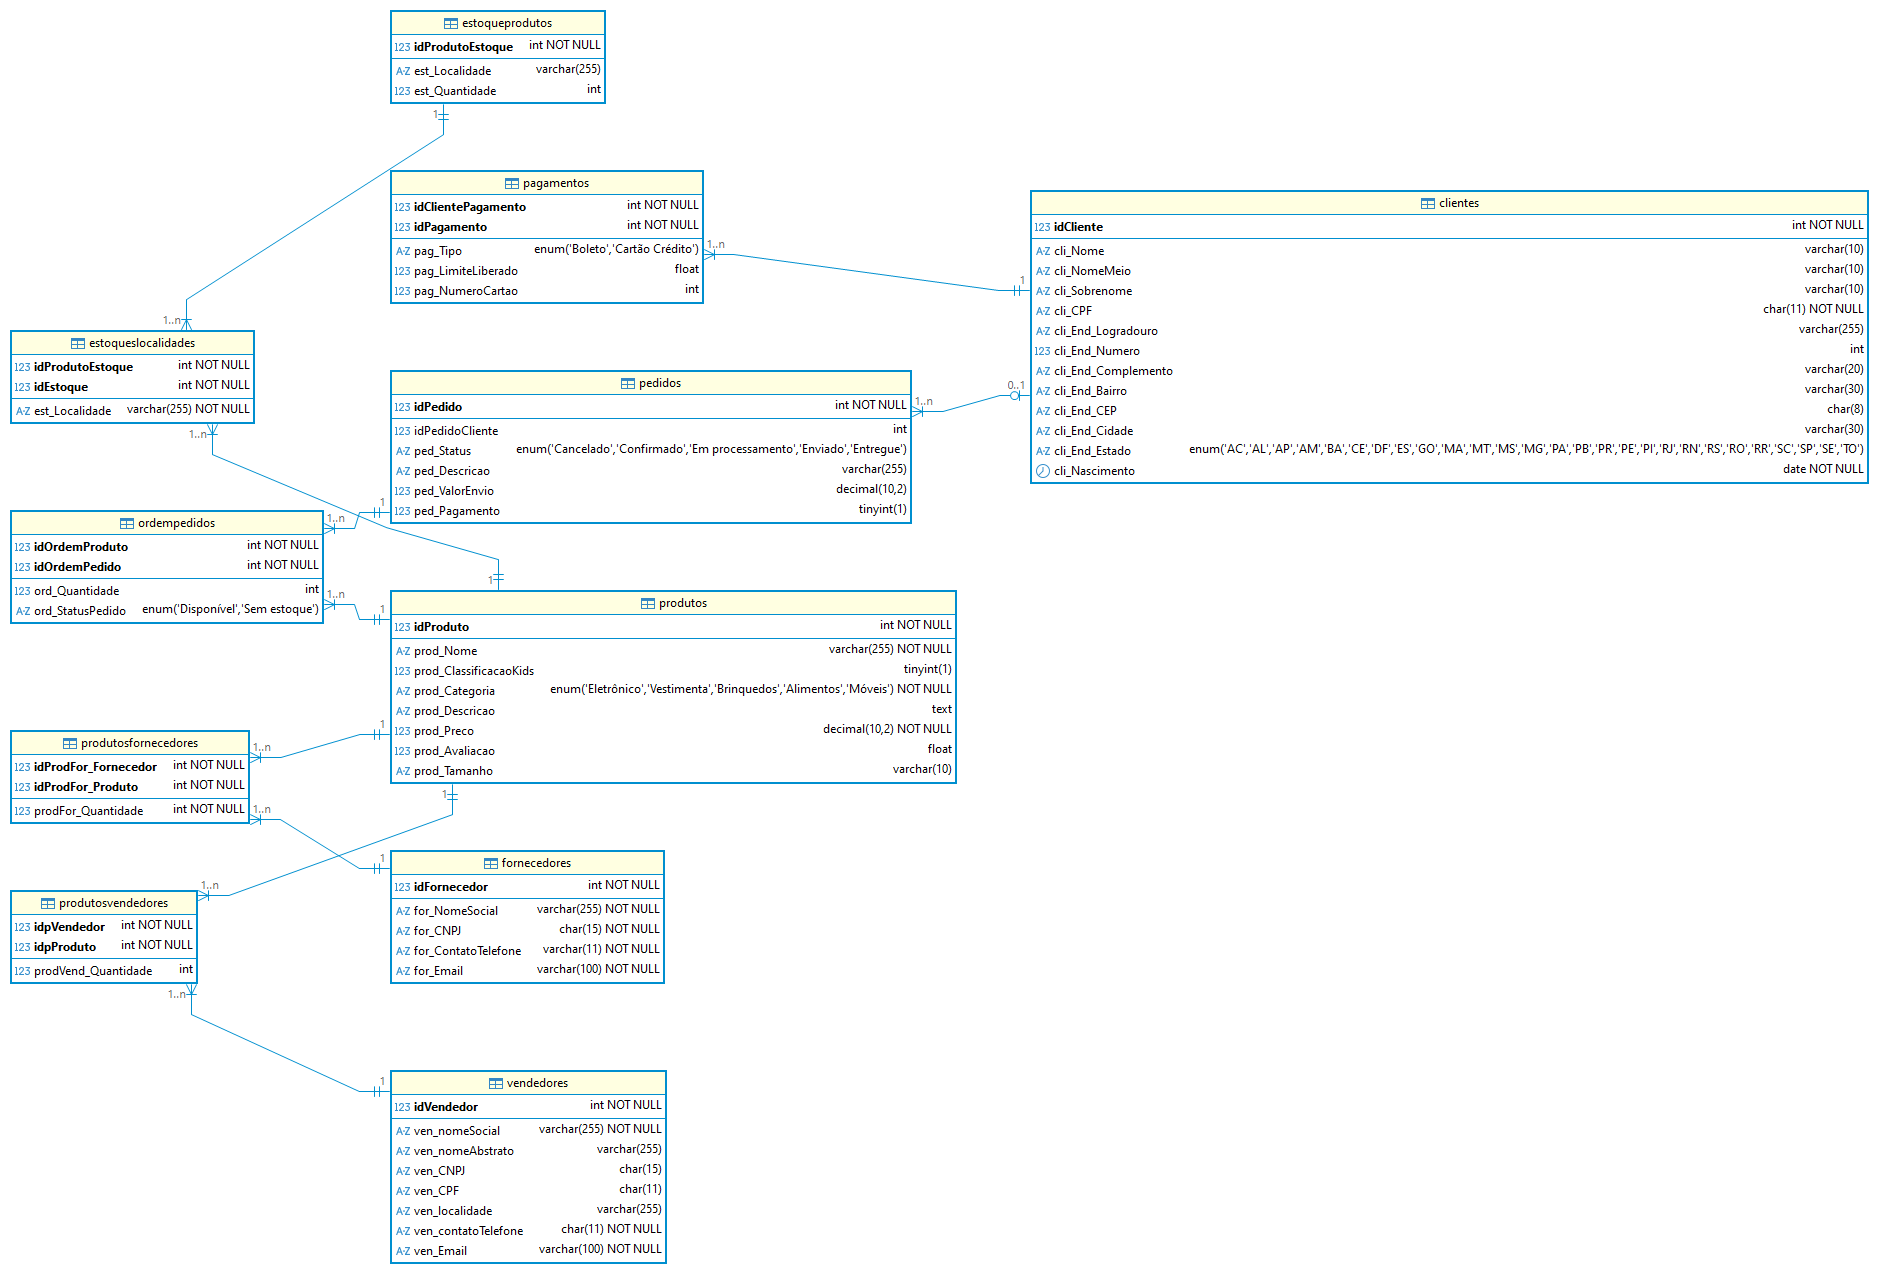 estoqueprodutos
123 idProdutoEstoque int NOT NULL
A-Z est_Localidade varchar(255)
123 est_Quantidade int
1
pagamentos
123 idClientePagamento int NOT NULL
123 idPagamento int NOT NULL
A-Z pag_Tipo enum('Boleto','Cartão Crédito')
123 pag_LimiteLiberado float
123 pag_NumeroCartao int
1..n
1
clientes
123 idCliente int NOT NULL
A-Z cli_Nome varchar(10)
A-Z cli_NomeMeio varchar(10)
A-Z cli_Sobrenome varchar(10)
A-Z cli_CPF char(11) NOT NULL
A-Z cli_End_Logradouro varchar(255)
123 cli_End_Numero int
A-Z cli_End_Complemento varchar(20)
A-Z cli_End_Bairro varchar(30)
A-Z cli_End_CEP char(8)
A-Z cli_End_Cidade varchar(30)
A-Z cli_End_Estado enum('AC','AL','AP','AM','BA','CE','DF','ES','GO','MA','MT','MS','MG','PA','PB','PR','PE','PI','RJ','RN','RS','RO','RR','SC','SP','SE','TO')
cli_Nascimento date NOT NULL
1..n
estoqueslocalidades
123 idProdutoEstoque int NOT NULL
123 idEstoque int NOT NULL
A-Z est_Localidade varchar(255) NOT NULL
1..n
pedidos
123 idPedido int NOT NULL
123 idPedidoCliente int
A-Z ped_Status enum('Cancelado','Confirmado','Em processamento','Enviado','Entregue')
A-Z ped_Descricao varchar(255)
123 ped_ValorEnvio decimal(10,2)
123 ped_Pagamento tinyint(1)
1..n
0..1
ordempedidos
123 idOrdemProduto int NOT NULL
123 idOrdemPedido int NOT NULL
123 ord_Quantidade int
A-Z ord_StatusPedido enum('Disponível','Sem estoque')
1..n
1
1..n
1
1
produtos
123 idProduto int NOT NULL
A-Z prod_Nome varchar(255) NOT NULL
123 prod_ClassificacaoKids tinyint(1)
A-Z prod_Categoria enum('Eletrônico','Vestimenta','Brinquedos','Alimentos','Móveis') NOT NULL
A-Z prod_Descricao text
123 prod_Preco decimal(10,2) NOT NULL
123 prod_Avaliacao float
A-Z prod_Tamanho varchar(10)
1
1
produtosfornecedores
123 idProdFor_Fornecedor int NOT NULL
123 idProdFor_Produto int NOT NULL
123 prodFor_Quantidade int NOT NULL
1..n
1..n
1
fornecedores
123 idFornecedor int NOT NULL
A-Z for_NomeSocial varchar(255) NOT NULL
A-Z for_CNPJ char(15) NOT NULL
A-Z for_ContatoTelefone varchar(11) NOT NULL
A-Z for_Email varchar(100) NOT NULL
1..n
produtosvendedores
123 idpVendedor int NOT NULL
123 idpProduto int NOT NULL
123 prodVend_Quantidade int
1..n
1
vendedores
123 idVendedor int NOT NULL
A-Z ven_nomeSocial varchar(255) NOT NULL
A-Z ven_nomeAbstrato varchar(255)
A-Z ven_CNPJ char(15)
A-Z ven_CPF char(11)
A-Z ven_localidade varchar(255)
A-Z ven_contatoTelefone char(11) NOT NULL
A-Z ven_Email varchar(100) NOT NULL